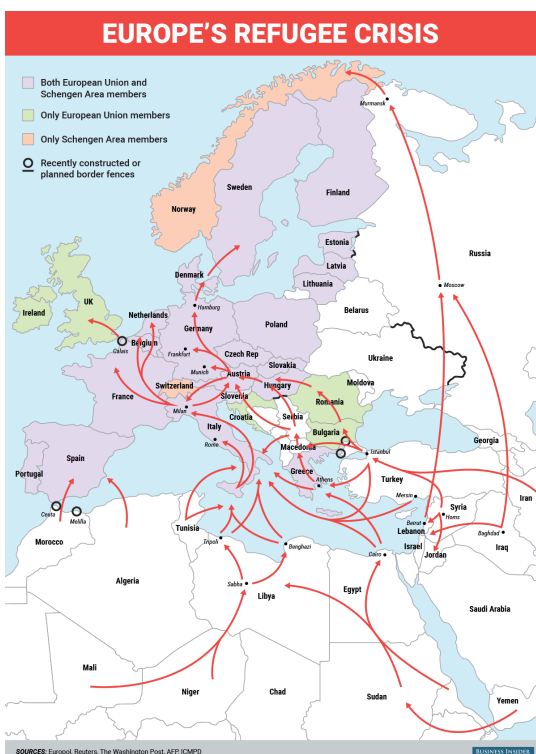 EUROPE'S REFUGEE CRISIS
Both European Union and
Schengen Area members
Only European Union members
Only Schengen Area members
Recently constructed or
planned border fences
Murmansk
Sweden
Finland
Norway
Estonia
Russia
Latvia
Denmark
Lithuania
Moscow
Hamburg
UK
Ireland
Netherlands
Belarus
Germany
Poland
Belgium
Calais
Frankfurt
Czech Rep
Ukraine
Slovakia
Munich
Austria
Switzerland
Hungary
Moldova
France
Slovenia
Romania
Milan
Croatia
Serbia
Italy
Bulgaria
Georgia
Rome
Macedonia
Istanbul
Spain
Portugal
Greece
Athens
Turkey
Iran
Mersin
Ceuta
Melilla
Syria
Homs
Tunisia
Beirut
Lebanon
Baghdad
Morocco
Tripoli
Benghazi
Israel
Iraq
Cairo
Jordan
Algeria
Sabha
Libya
Egypt
Saudi Arabia
Mali
Niger
Chad
Sudan
Yemen
SOURCES: Europol, Reuters, The Washington Post, AFP, ICMPD
BUSINESS INSIDER